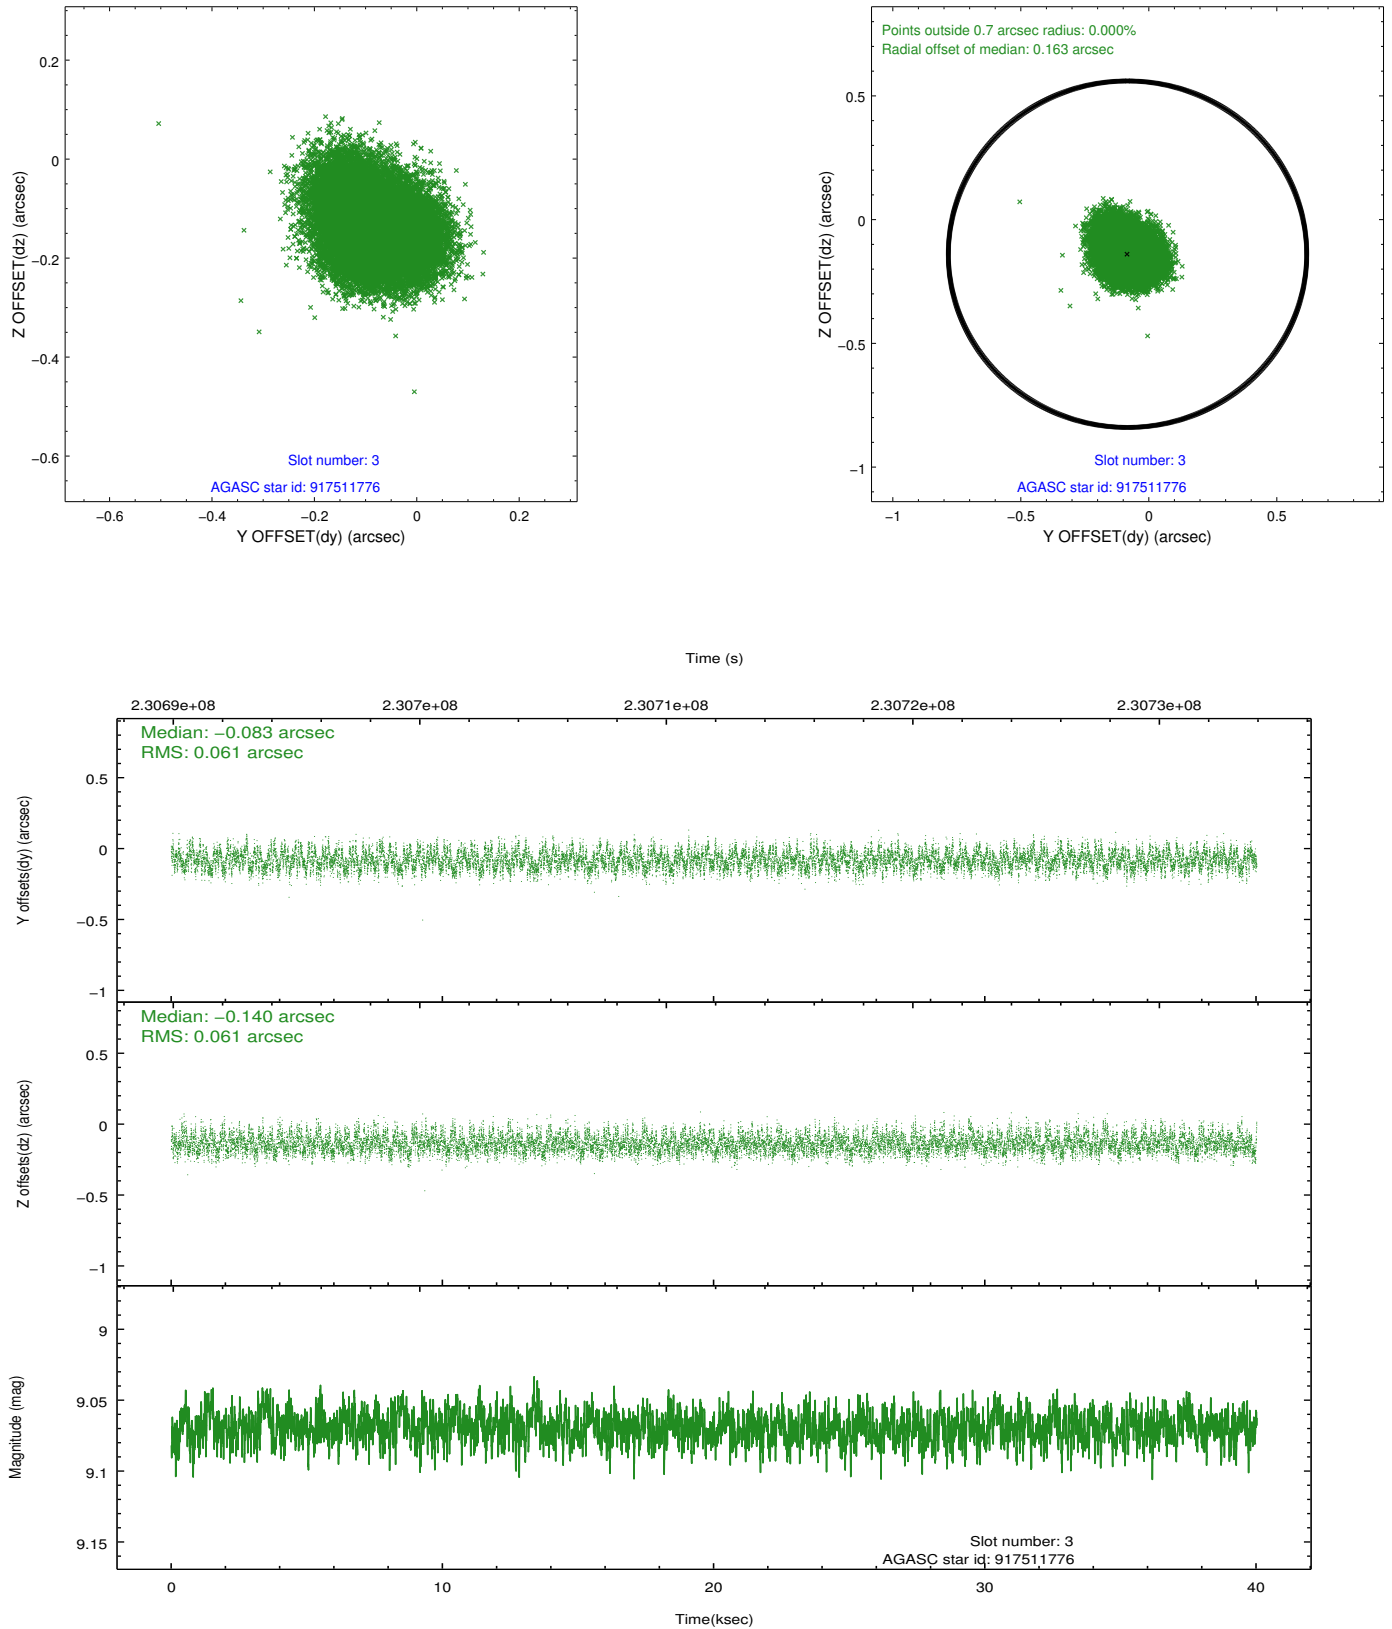 0.2
0
−0.2
−0.4
−0.6
Z OFFSET(dz) (arcsec)
Slot number: 3
AGASC star id: 917511776
−0.6 −0.4 −0.2 0 0.2
Y OFFSET(dy) (arcsec)
Points outside 0.7 arcsec radius: 0.000%
Radial offset of median: 0.163 arcsec
0.5
0
−0.5
−1
Z OFFSET(dz) (arcsec)
Slot number: 3
AGASC star id: 917511776
−1 −0.5 0 0.5
Y OFFSET(dy) (arcsec)
Time (s)
2.3069e+08 2.307e+08 2.3071e+08 2.3072e+08 2.3073e+08
Median: −0.083 arcsec
RMS: 0.061 arcsec
0.5
0
−0.5
−1
Y offsets(dy) (arcsec)
Median: −0.140 arcsec
RMS: 0.061 arcsec
0.5
0
−0.5
−1
Z offsets(dz) (arcsec)
9
9.05
9.1
9.15
Magnitude (mag)
Slot number: 3
AGASC star id: 917511776
0 10 20 30 40
Time(ksec)